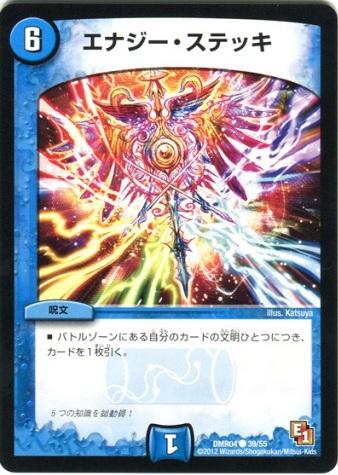 6
エナジー・ステッキ
illus. Katsuya
呪文
■ バトルゾーンにある自分のカードの文明ひとつにつき、
カードを1枚引く。
5つの知識を総動員!
1
E1
DMR04 ● 39/55
©2012 Wizards/Shogakukan/Mitsui-Kids